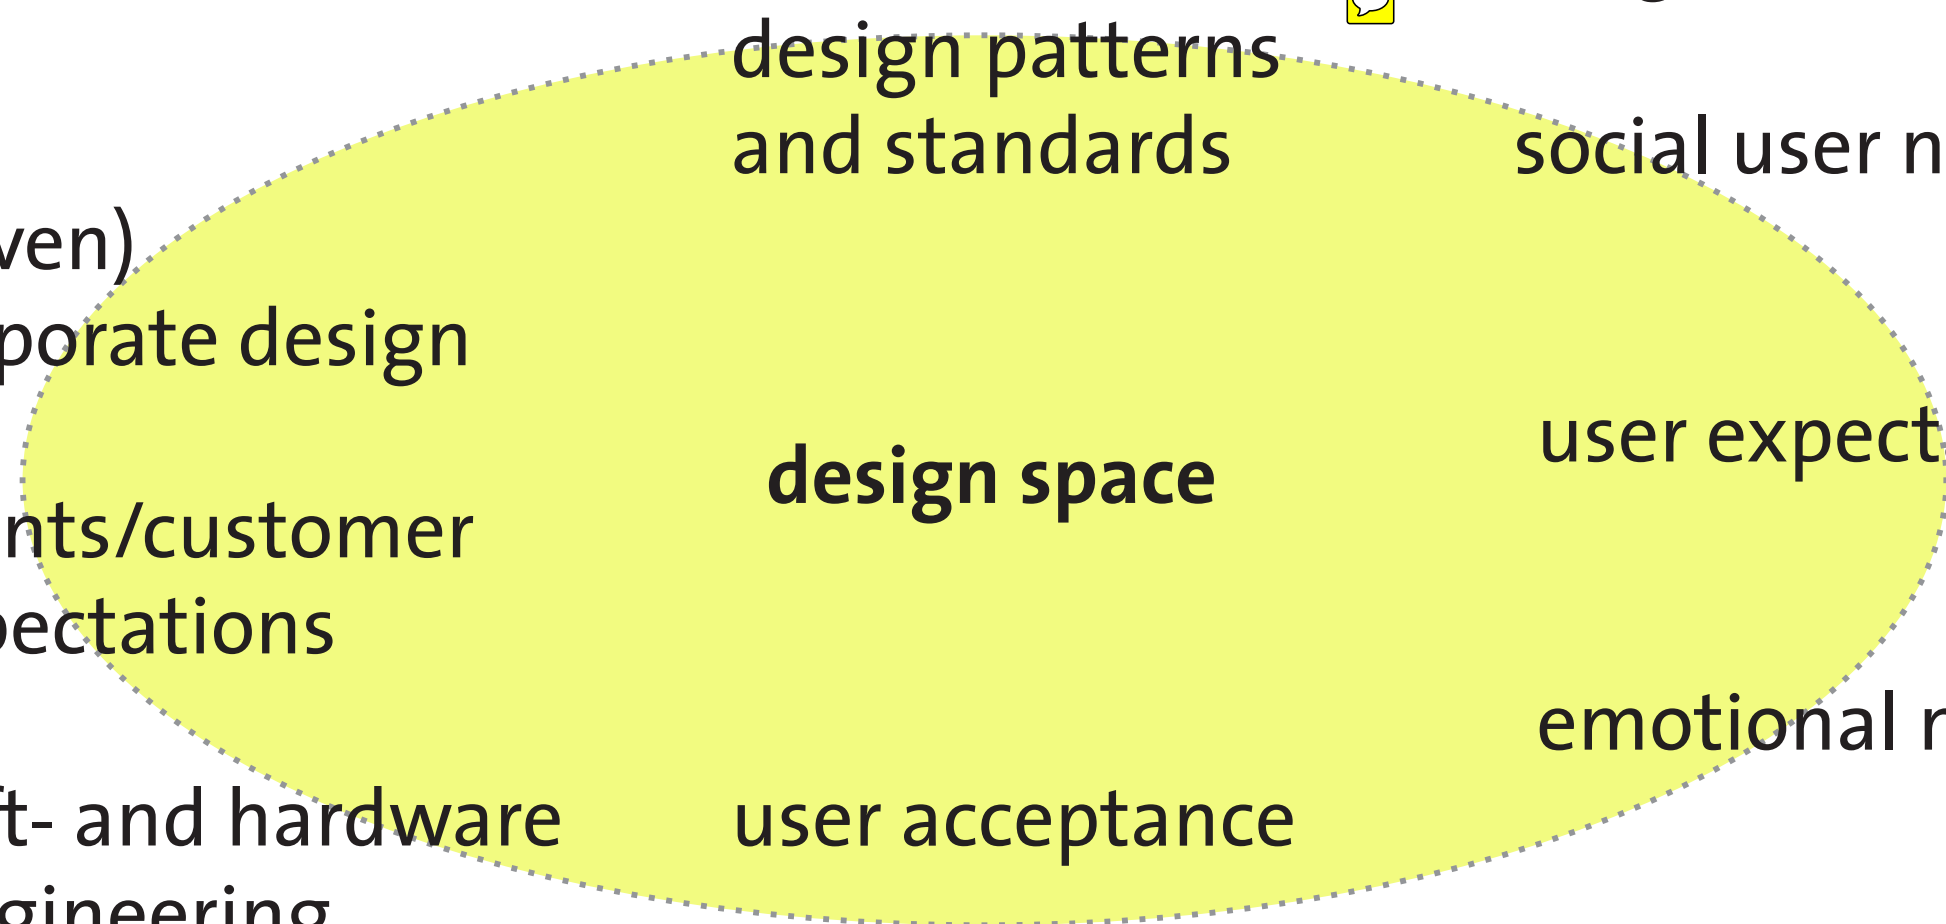 design patterns
and standards
social user n
ven)
porate design
user expect
design space
nts/customer
pectations
emotional r
ft- and hardware
user acceptance
gineering